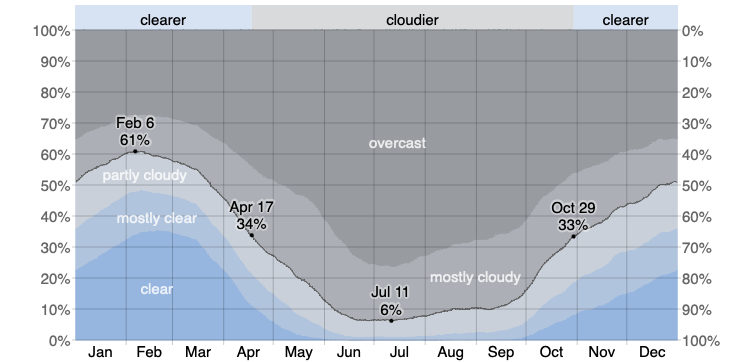 clearer cloudier clearer
100% 0%
90% 10%
80% 20%
70% 30%
Feb 6
61%
overcast
60% 40%
partly cloudy
50% 50%
Apr 17
34%
Oct 29
33%
mostly clear
40% 60%
30% 70%
mostly cloudy
20% 80%
clear
Jul 11
6%
10% 90%
0% 100%
Jan Feb Mar Apr May Jun Jul Aug Sep Oct Nov Dec